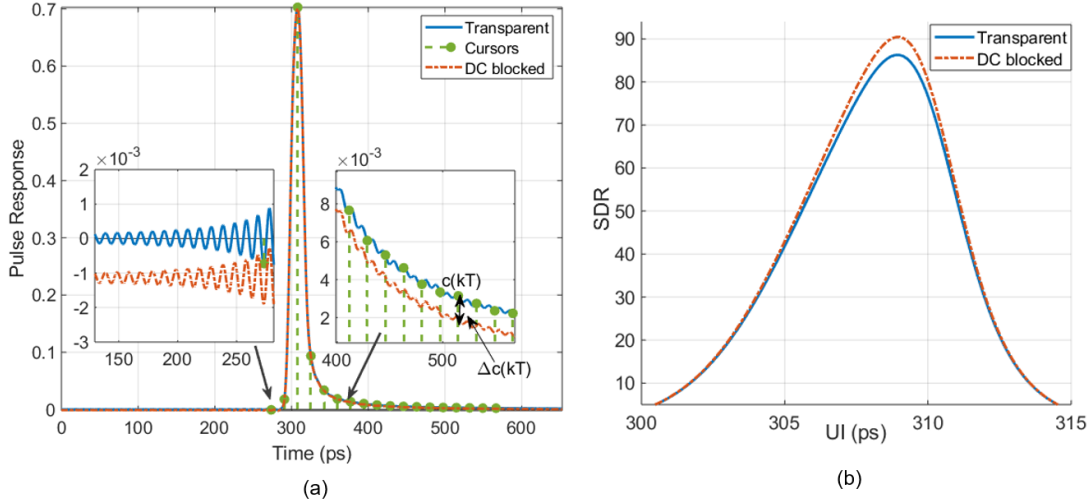 0.7
0.6
0.5
0.4
0.3
0.2
0.1
0
Pulse Response
0 100 200 300 400 500 600
Time (ps)
Transparent
Cursors
DC blocked
× 10⁻³
2
1
0
-1
-2
-3
150 200 250
× 10⁻³
8
6
4
2
400 500
c(kT)
Δc(kT)
(a)
90
80
70
60
50
40
30
20
10
SDR
300 305 310 315
UI (ps)
Transparent
DC blocked
(b)